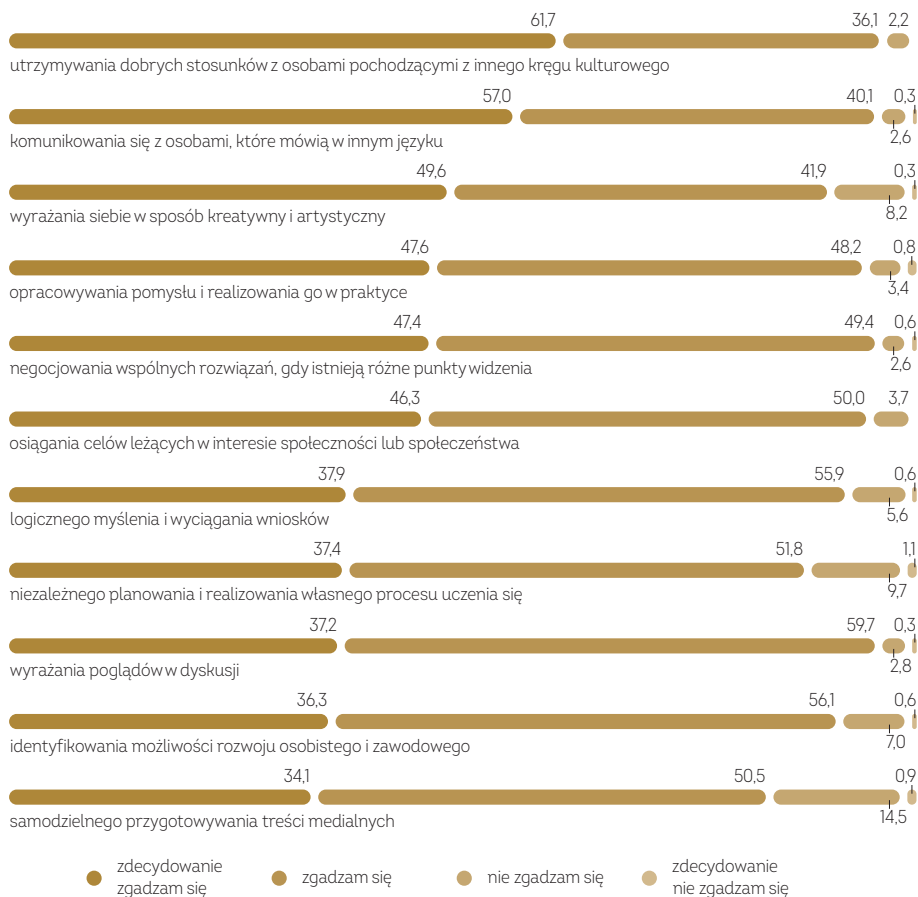 61,7 36,1 2,2
utrzymywania dobrych stosunków z osobami pochodzącymi z innego kręgu kulturowego
57,0 40,1 0,3
2,6
komunikowania się z osobami, które mówią w innym języku
49,6 41,9 0,3
8,2
wyrażania siebie w sposób kreatywny i artystyczny
47,6 48,2 0,8
3,4
opracowywania pomysłu i realizowania go w praktyce
47,4 49,4 0,6
2,6
negocjowania wspólnych rozwiązań, gdy istnieją różne punkty widzenia
46,3 50,0 3,7
osiągania celów leżących w interesie społeczności lub społeczeństwa
37,9 55,9 0,6
5,6
logicznego myślenia i wyciągania wniosków
37,4 51,8 1,1
9,7
niezależnego planowania i realizowania własnego procesu uczenia się
37,2 59,7 0,3
2,8
wyrażania poglądów w dyskusji
36,3 56,1 0,6
7,0
identyfikowania możliwości rozwoju osobistego i zawodowego
34,1 50,5 0,9
14,5
samodzielnego przygotowywania treści medialnych
zdecydowanie
zgadzam się
zgadzam się
nie zgadzam się
zdecydowanie
nie zgadzam się